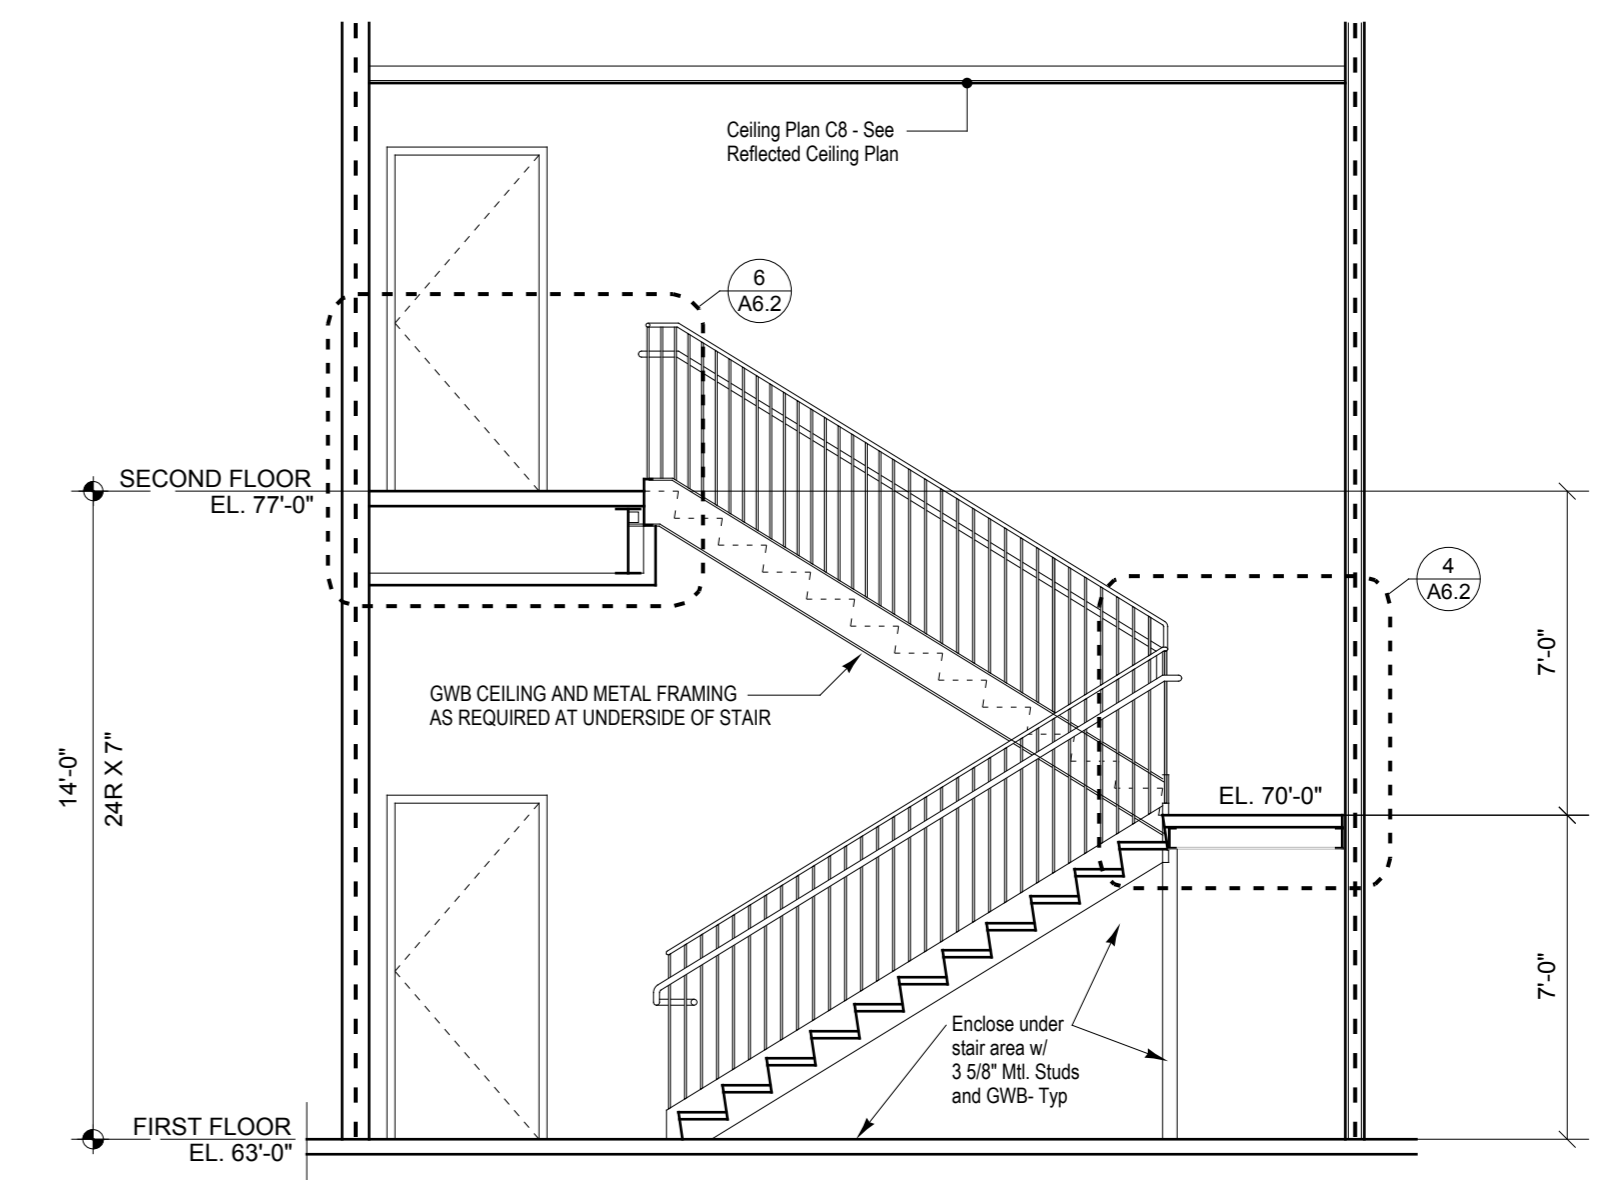 Ceiling Plan C8 - See
Reflected Ceiling Plan
6
A6.2
SECOND FLOOR
EL. 77'-0"
4
A6.2
7'-0"
GWB CEILING AND METAL FRAMING
AS REQUIRED AT UNDERSIDE OF STAIR
14'-0"
24R X 7"
EL. 70'-0"
7'-0"
Enclose under
stair area w/
3 5/8" Mtl. Studs
and GWB- Typ
FIRST FLOOR
EL. 63'-0"